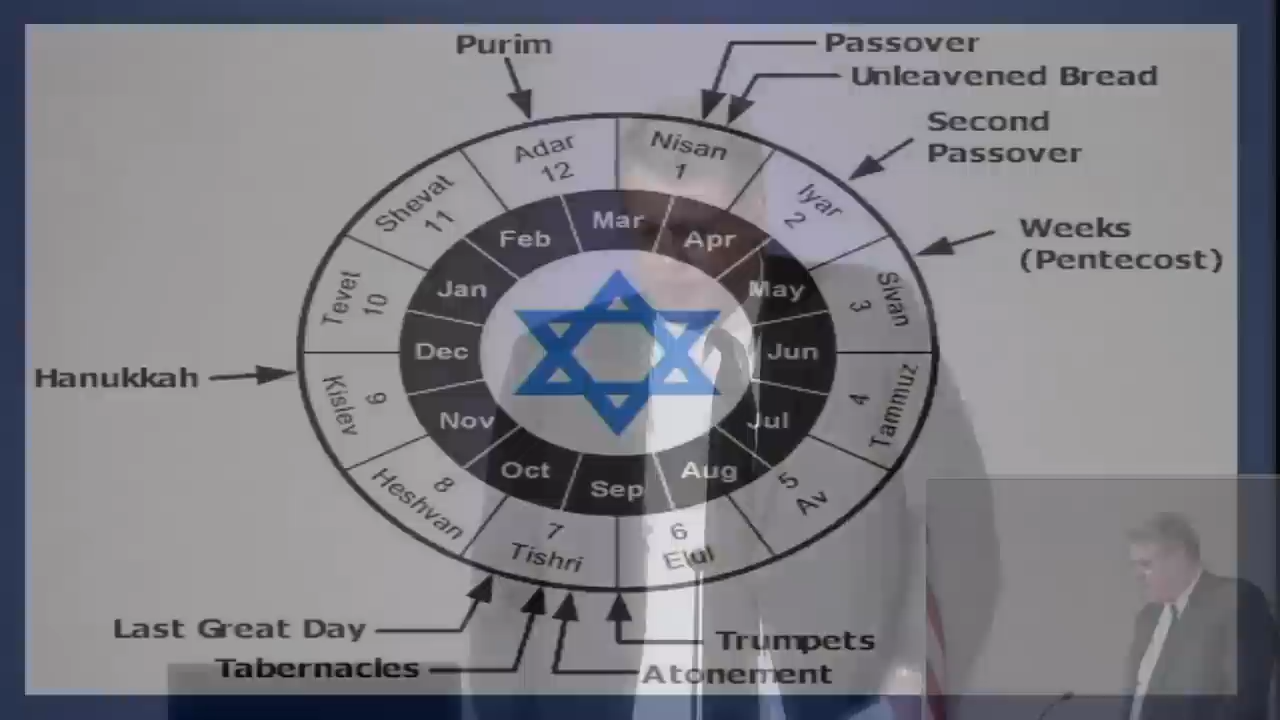 Purim
Passover
Unleavened Bread
Second
Passover
Weeks
(Pentecost)
Hanukkah
Last Great Day
Tabernacles
Trumpets
Atonement
Nisan
1
Iyar
2
Sivan
3
Tammuz
4
Av
5
Elul
6
Tishri
7
Heshvan
8
Kislev
9
Tevet
10
Shevat
11
Adar
12
Mar
Apr
May
Jun
Jul
Aug
Sep
Oct
Nov
Dec
Jan
Feb